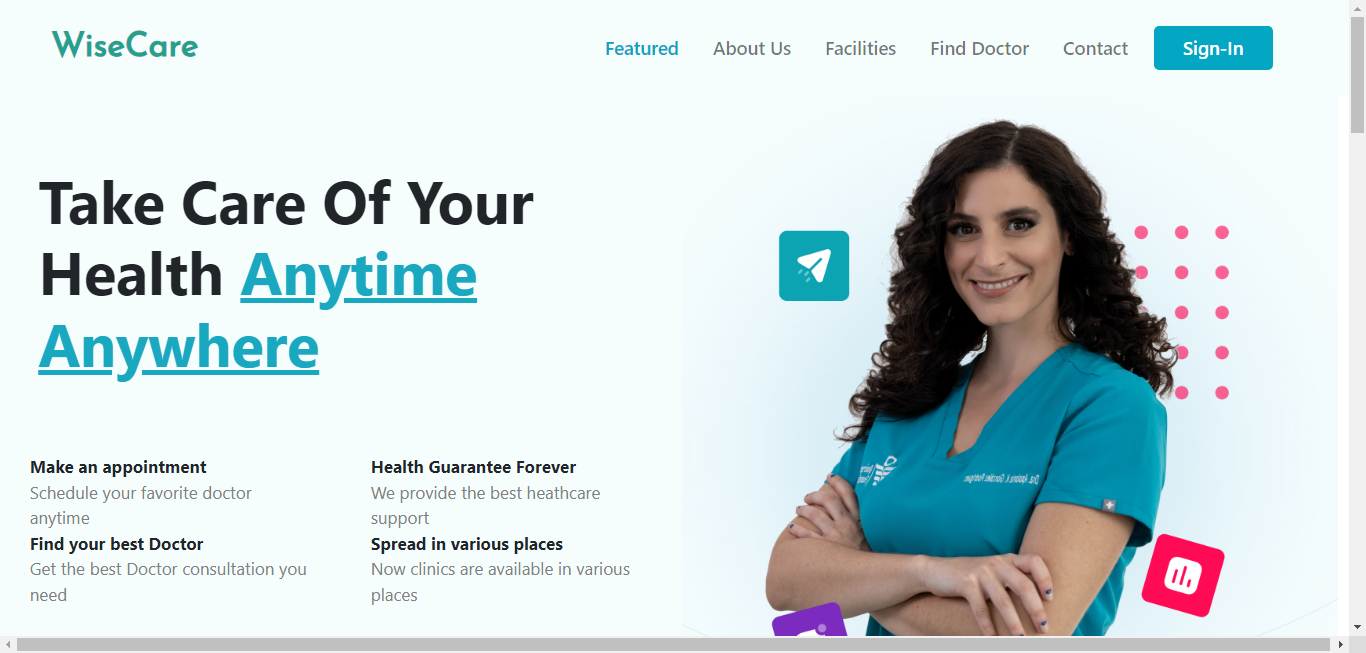 WiseCare
Featured
About Us
Facilities
Find Doctor
Contact
Sign-In
Take Care Of Your
Health Anytime
Anywhere
Make an appointment
Schedule your favorite doctor
anytime
Find your best Doctor
Get the best Doctor consultation you
need
Health Guarantee Forever
We provide the best heathcare
support
Spread in various places
Now clinics are available in various
places